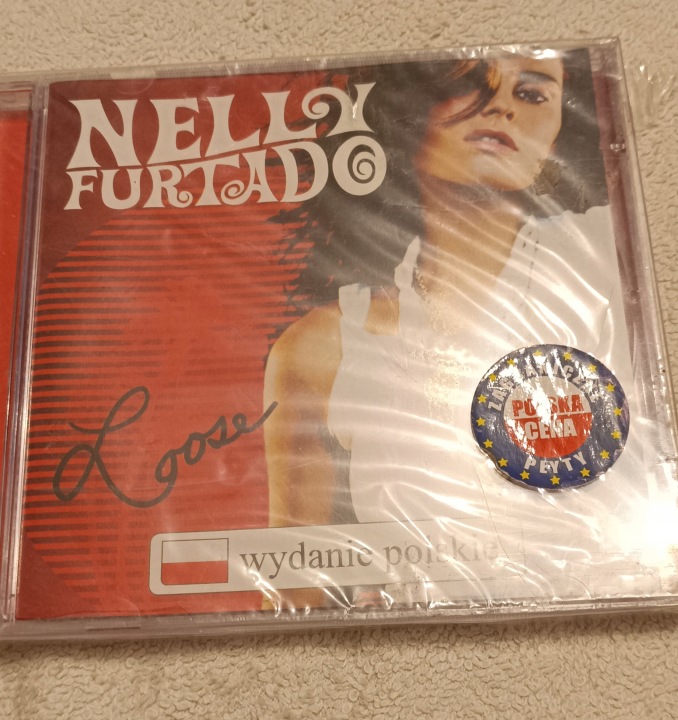 NELLY
FURTADO
Loose
POLSKA
CENA
PŁYTY
wydanie polskie